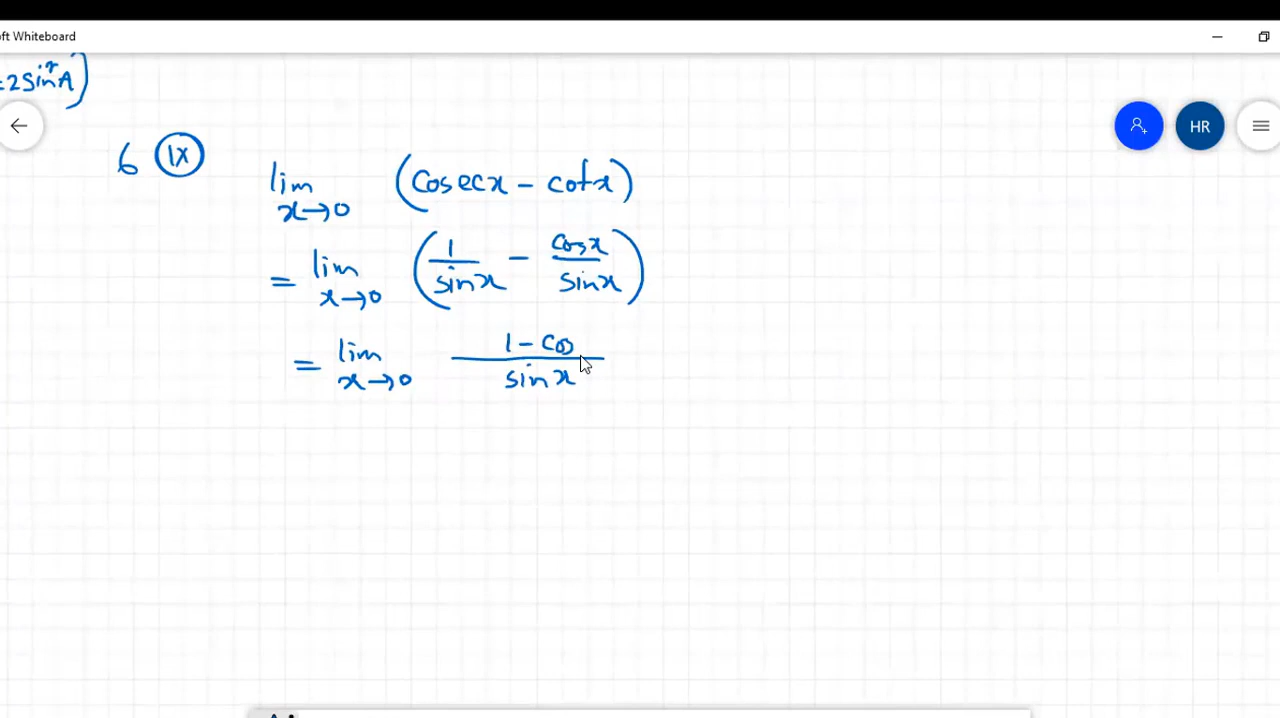 ft Whiteboard
=2Sin²A)
HR
6 (ix) lim x→0 (Cosecx - cotx)
= lim x→0 (1/sinx - cosx/sinx)
= lim x→0 1 - cos/sinx